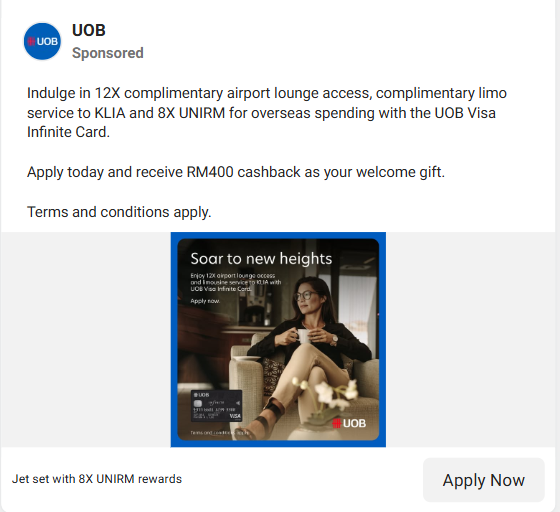 UOB
UOB
Sponsored
Indulge in 12X complimentary airport lounge access, complimentary limo
service to KLIA and 8X UNIRM for overseas spending with the UOB Visa
Infinite Card.
Apply today and receive RM400 cashback as your welcome gift.
Terms and conditions apply.
Soar to new heights
Enjoy 12X airport lounge access
and limousine service to KLIA with
UOB Visa Infinite Card.
Apply now.
UOB
VISA
UOB
Terms and conditions apply.
Jet set with 8X UNIRM rewards
Apply Now